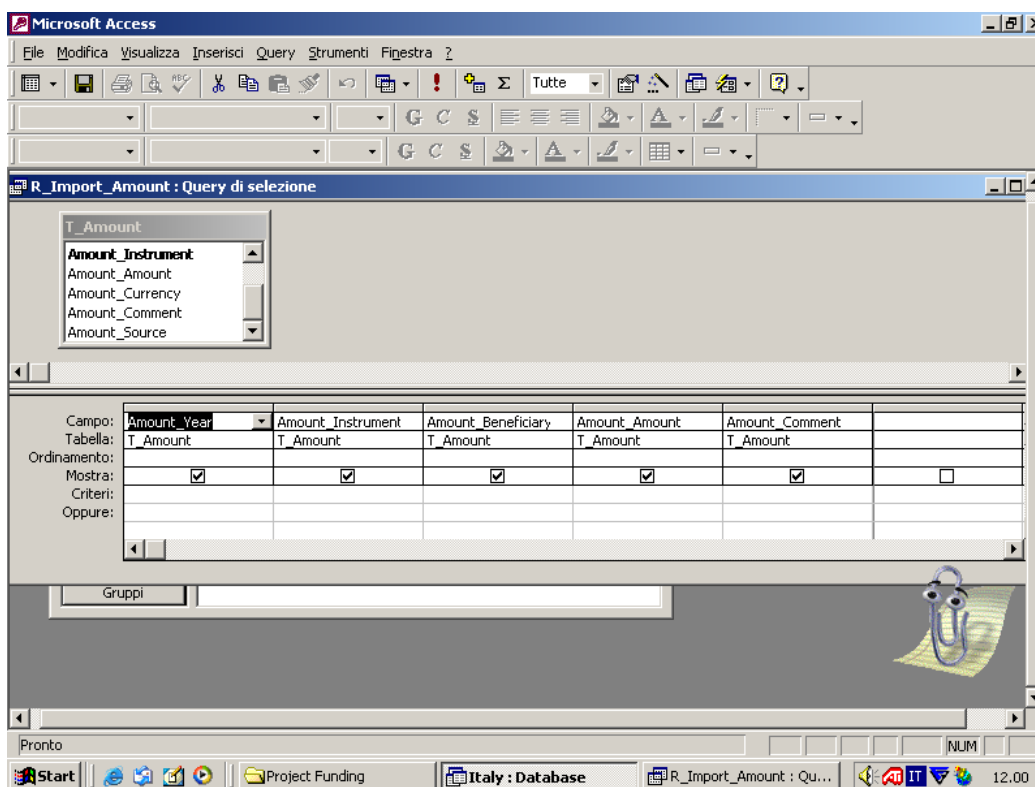 Microsoft Access
File Modifica Visualizza Inserisci Query Strumenti Finestra ?
ABC Σ Tutte
G C S A
G C S A
R_Import_Amount : Query di selezione
T_Amount
Amount_Instrument
Amount_Amount
Amount_Currency
Amount_Comment
Amount_Source
Campo: Amount_Year Amount_Instrument Amount_Beneficiary Amount_Amount Amount_Comment
Tabella: T_Amount T_Amount T_Amount T_Amount T_Amount
Ordinamento:
Mostra:
Criteri:
Oppure:
Gruppi
Pronto NUM
Start Project Funding Italy : Database R_Import_Amount : Qu... IT 12.00